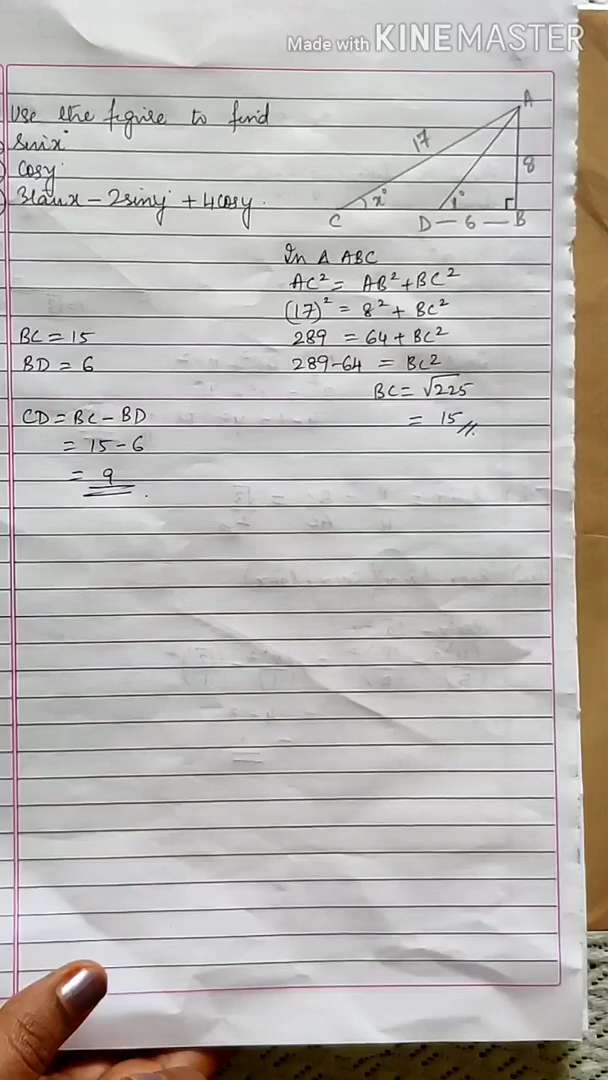 Made with KINEMASTER
Use the figure to find
sinx°
cosy°
3tanx - 2siny + 4cosy.
A
17
8
x°
y°
C
D - 6 - B
In Δ ABC
AC² = AB² + BC²
(17)² = 8² + BC²
289 = 64 + BC²
289-64 = BC²
BC = √225
= 15 //.
BC = 15
BD = 6
CD = BC - BD
= 15 - 6
= 9.